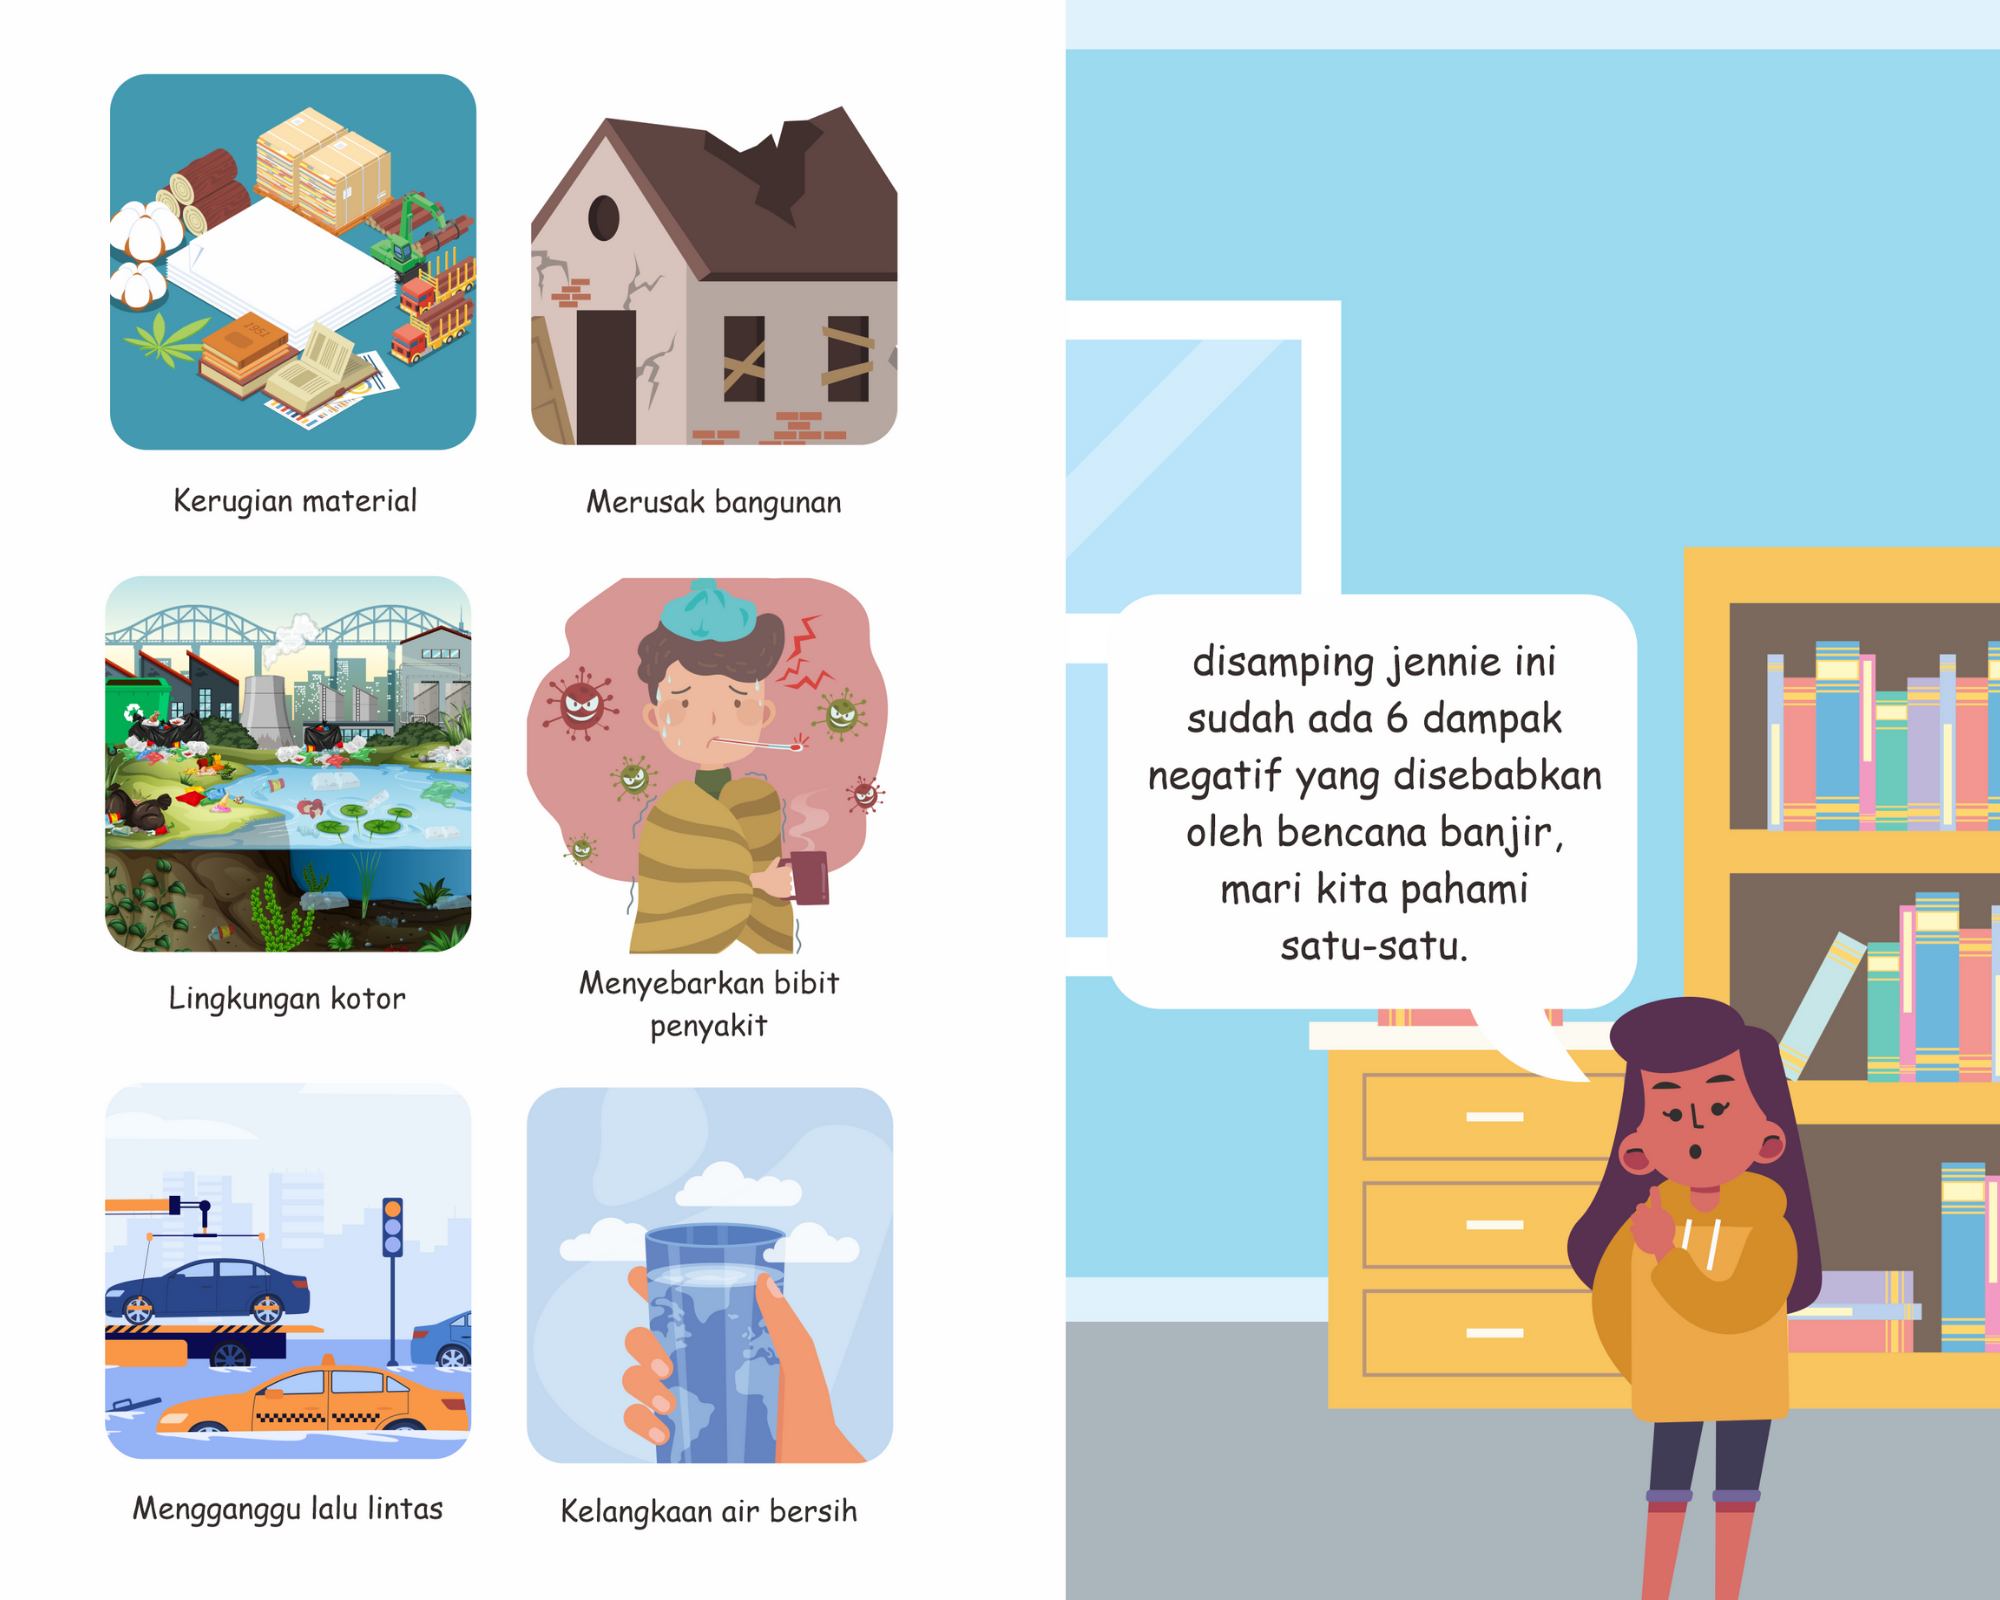 Kerugian material
Merusak bangunan
Lingkungan kotor
Menyebarkan bibit
penyakit
Mengganggu lalu lintas
Kelangkaan air bersih
disamping jennie ini
sudah ada 6 dampak
negatif yang disebabkan
oleh bencana banjir,
mari kita pahami
satu-satu.
1951